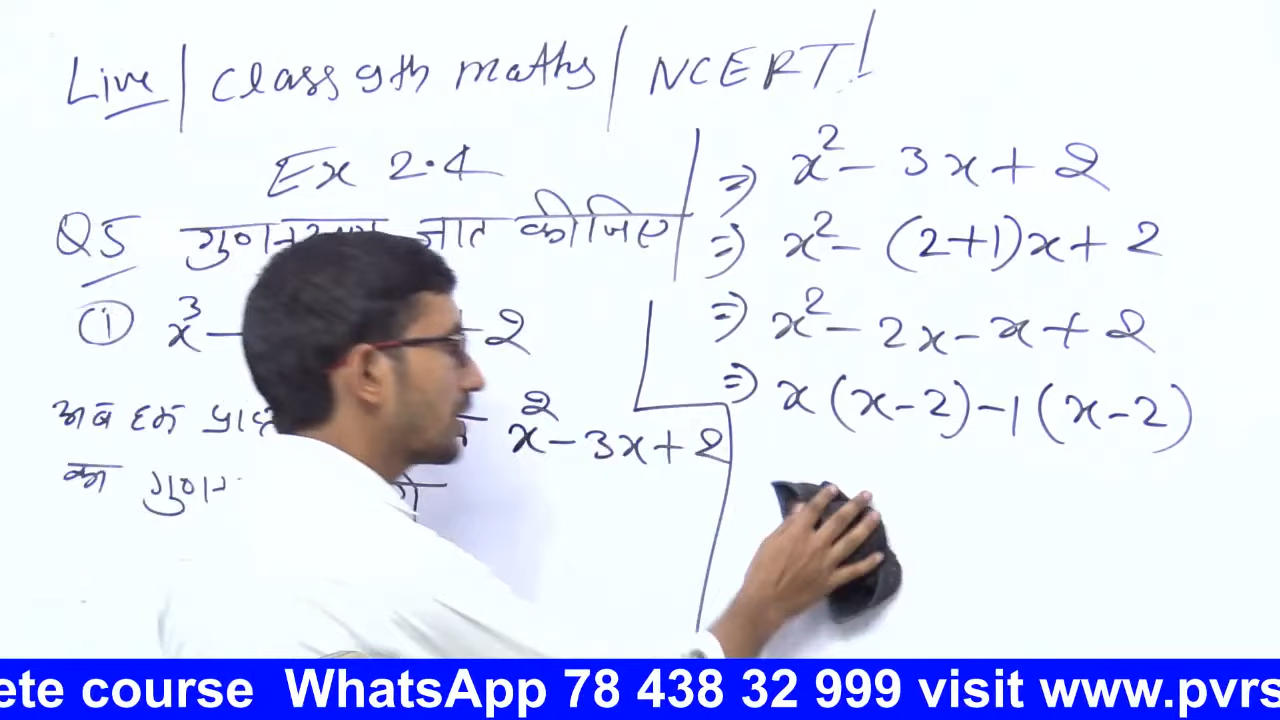 Live | Class 9th maths / NCERT !
Ex 2.4
Q5 ज्ञात कीजिए
① x³ - 2
अब हम x² - 3x + 2
का
⇒ x² - 3x + 2
⇒ x² - (2+1)x + 2
⇒ x² - 2x - x + 2
⇒ x (x-2) -1 (x-2)
ete course WhatsApp 78 438 32 999 visit www.pvrs